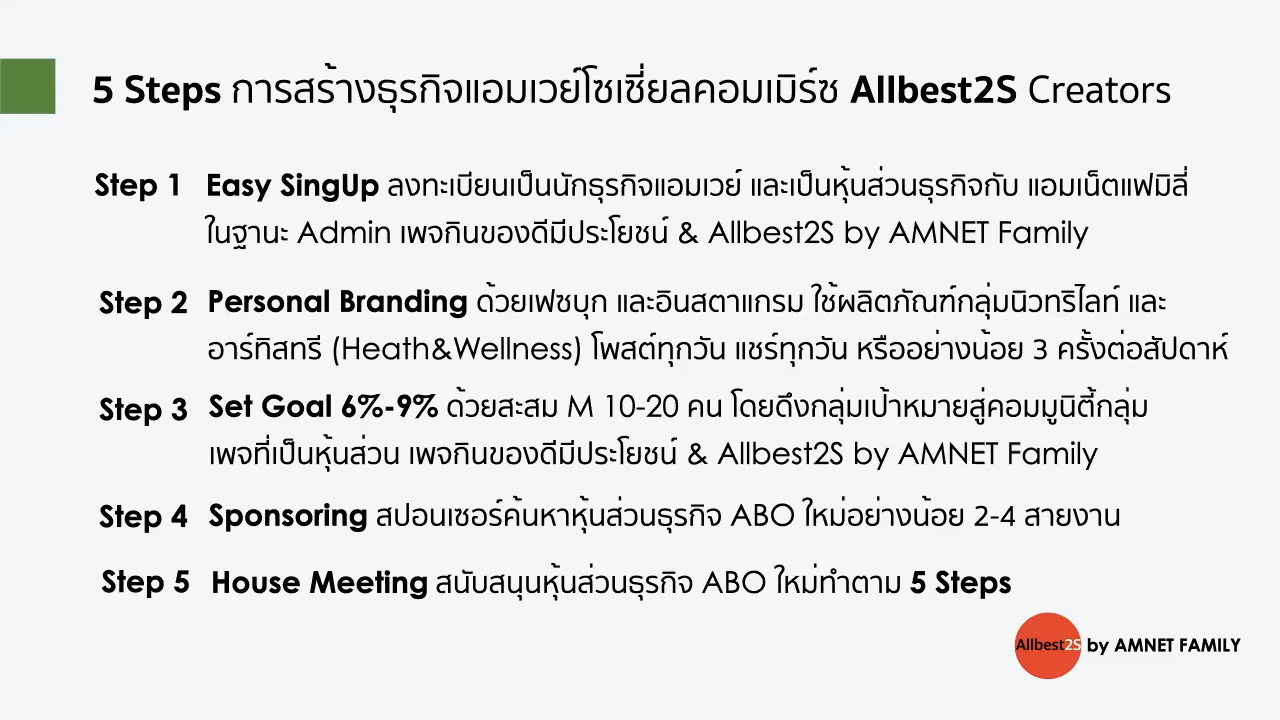 5 Steps การสร้างธุรกิจแอมเวย์โซเซี่ยลคอมเมิร์ซ Allbest2S Creators
Step 1 Easy SingUp ลงทะเบียนเป็นนักธุรกิจแอมเวย์ และเป็นหุ้นส่วนธุรกิจกับ แอมเน็ตแฟมิลี่
ในฐานะ Admin เพจกินของดีมีประโยชน์ & Allbest2S by AMNET Family
Step 2 Personal Branding ด้วยเฟซบุก และอินสตาแกรม ใช้ผลิตภัณฑ์กลุ่มนิวทริไลท์ และ
อาร์ทิสทรี (Heath&Wellness) โพสต์ทุกวัน แชร์ทุกวัน หรืออย่างน้อย 3 ครั้งต่อสัปดาห์
Step 3 Set Goal 6%-9% ด้วยสะสม M 10-20 คน โดยดึงกลุ่มเป้าหมายสู่คอมมูนิตี้กลุ่ม
เพจที่เป็นหุ้นส่วน เพจกินของดีมีประโยชน์ & Allbest2S by AMNET Family
Step 4 Sponsoring สปอนเซอร์ค้นหาหุ้นส่วนธุรกิจ ABO ใหม่อย่างน้อย 2-4 สายงาน
Step 5 House Meeting สนับสนุนหุ้นส่วนธุรกิจ ABO ใหม่ทำตาม 5 Steps
Allbest2S by AMNET FAMILY